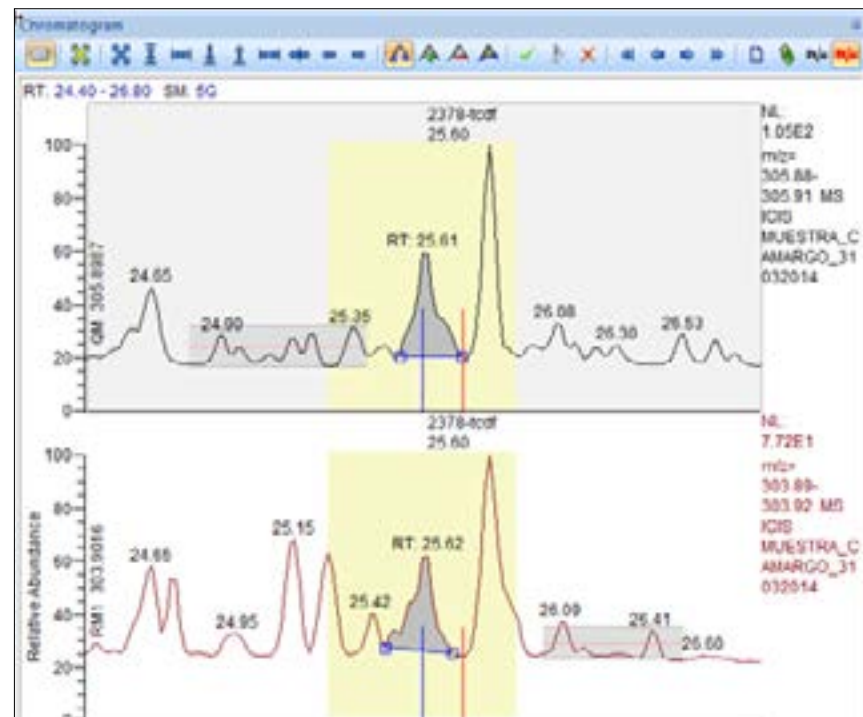 Chromatogram
RT: 24.40 - 26.80 SM: 5G
2378-tcdf
25.60
NL:
1.05E2
m/z=
305.88-
305.91 MS
ICIS
MUESTRA_C
AMARGO_31
032014
100
80
60
40
20
0
QM 305.8987
24.65
24.90
25.35
RT: 25.61
26.08
26.30
26.53
2378-tcdf
25.60
NL:
7.72E1
m/z=
303.89-
303.92 MS
ICIS
MUESTRA_C
AMARGO_31
032014
100
80
60
40
20
Relative Abundance
RM1 303.9016
24.65
24.95
25.15
25.42
RT: 25.62
26.09
26.41
26.60